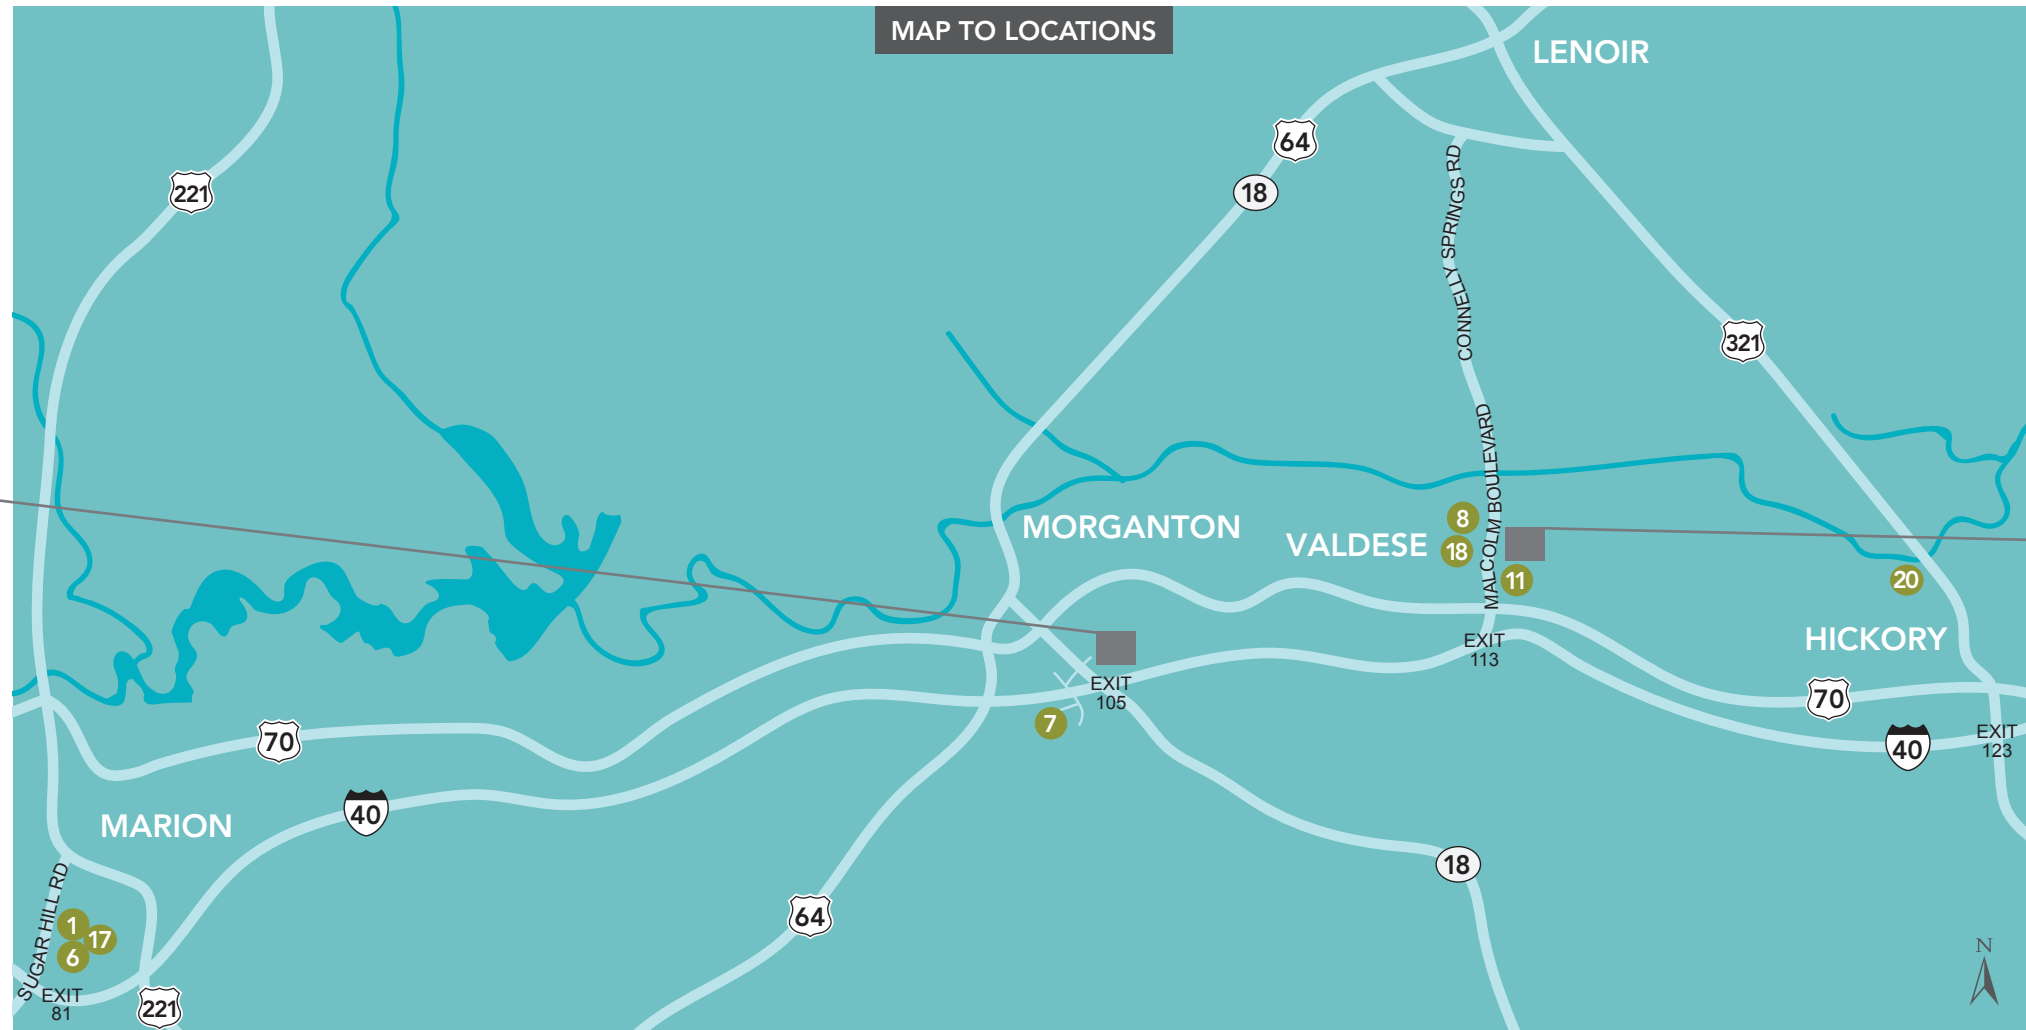 MAP TO LOCATIONS
LENOIR
64
18
221
CONNELLY SPRINGS RD
321
MALCOLM BOULEVARD
MORGANTON
VALDESE
8
18
11
20
HICKORY
EXIT
113
EXIT
105
7
70
70
40
EXIT
123
MARION
40
18
64
SUGAR HILL RD
1
17
6
EXIT
81
221
N